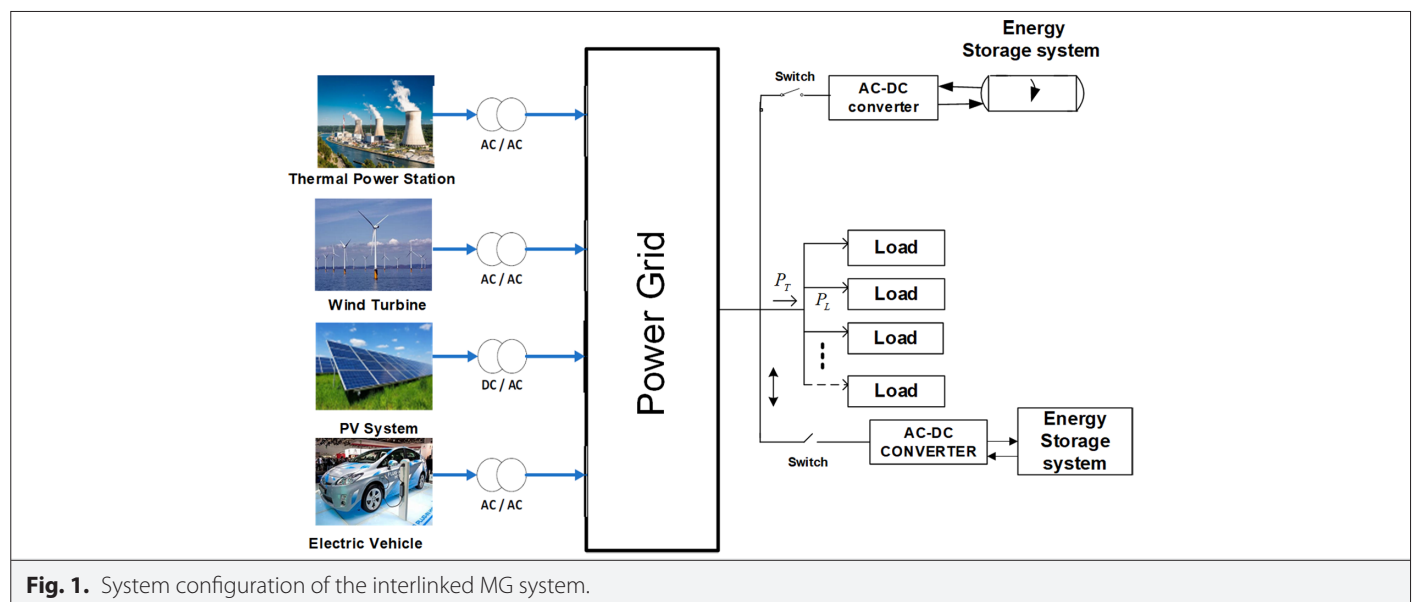 Energy
Storage system
Switch
AC-DC
converter
AC / AC
Thermal Power Station
AC / AC
Wind Turbine
DC / AC
PV System
AC / AC
Electric Vehicle
Power Grid
P_T
P_L
Load
Load
Load
Load
Switch
AC-DC
CONVERTER
Energy
Storage
system
Fig. 1. System configuration of the interlinked MG system.